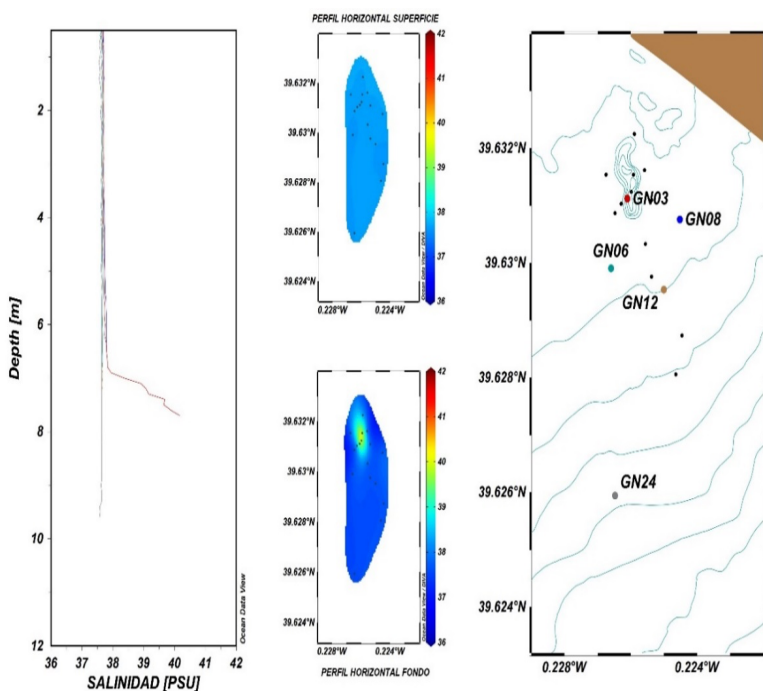 2
4
6
8
10
12
Depth [m]
36
38
40
42
SALINIDAD [PSU]
Ocean Data View
PERFIL HORIZONTAL SUPERFICIE
39.632°N
39.63°N
39.628°N
39.626°N
39.624°N
0.228°W
0.224°W
42
41
40
39
38
37
36
Ocean Data View / DIVA
39.632°N
39.63°N
39.628°N
39.626°N
39.624°N
0.228°W
0.224°W
42
41
40
39
38
37
36
Ocean Data View / DIVA
PERFIL HORIZONTAL FONDO
39.632°N
39.63°N
39.628°N
39.626°N
39.624°N
0.228°W
0.224°W
GN03
GN08
GN06
GN12
GN24